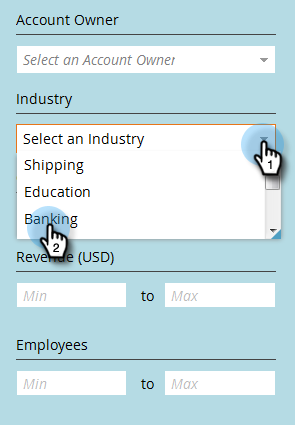 Account Owner
Select an Account Owner
Industry
Select an Industry
1
Shipping
Education
Banking
2
Revenue (USD)
Min to Max
Employees
Min to Max